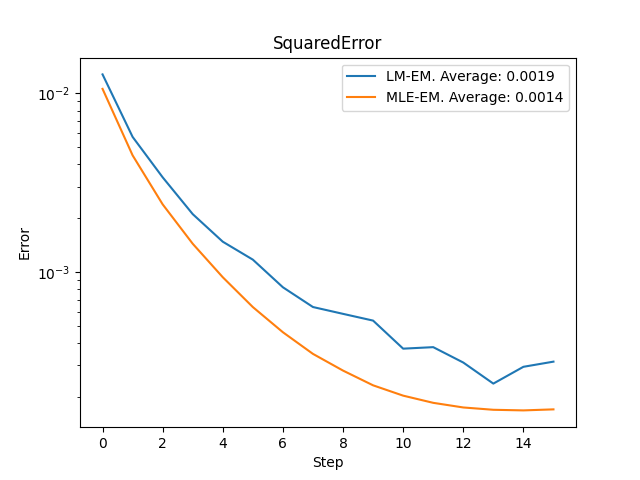 SquaredError
LM-EM. Average: 0.0019
MLE-EM. Average: 0.0014
10⁻²
10⁻³
Error
0 2 4 6 8 10 12 14
Step